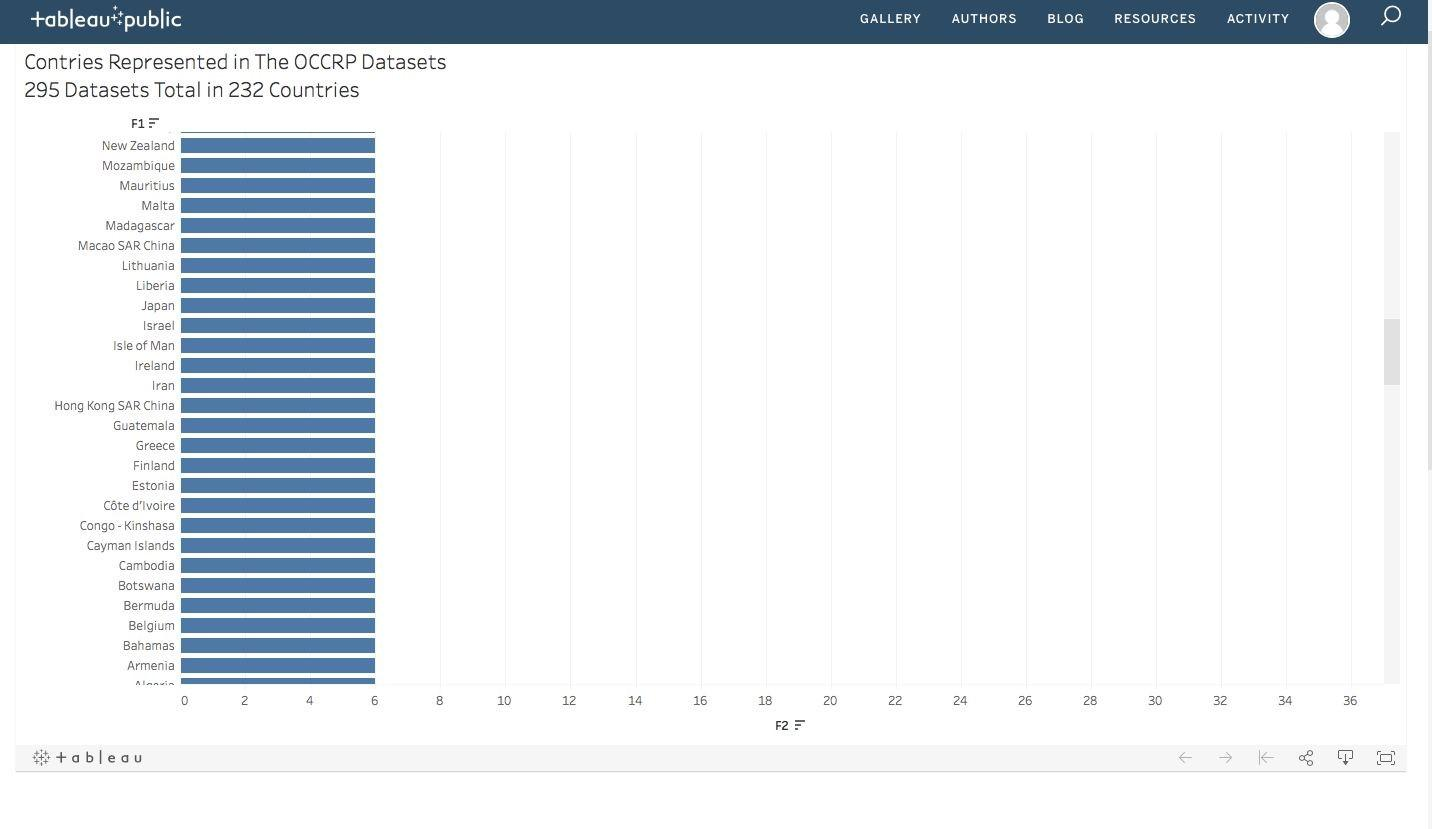 +ableau public
GALLERY AUTHORS BLOG RESOURCES ACTIVITY
Contries Represented in The OCCRP Datasets
295 Datasets Total in 232 Countries
F1
New Zealand
Mozambique
Mauritius
Malta
Madagascar
Macao SAR China
Lithuania
Liberia
Japan
Israel
Isle of Man
Ireland
Iran
Hong Kong SAR China
Guatemala
Greece
Finland
Estonia
Côte d'Ivoire
Congo - Kinshasa
Cayman Islands
Cambodia
Botswana
Bermuda
Belgium
Bahamas
Armenia
Algeria
0 2 4 6 8 10 12 14 16 18 20 22 24 26 28 30 32 34 36
F2
+ableau